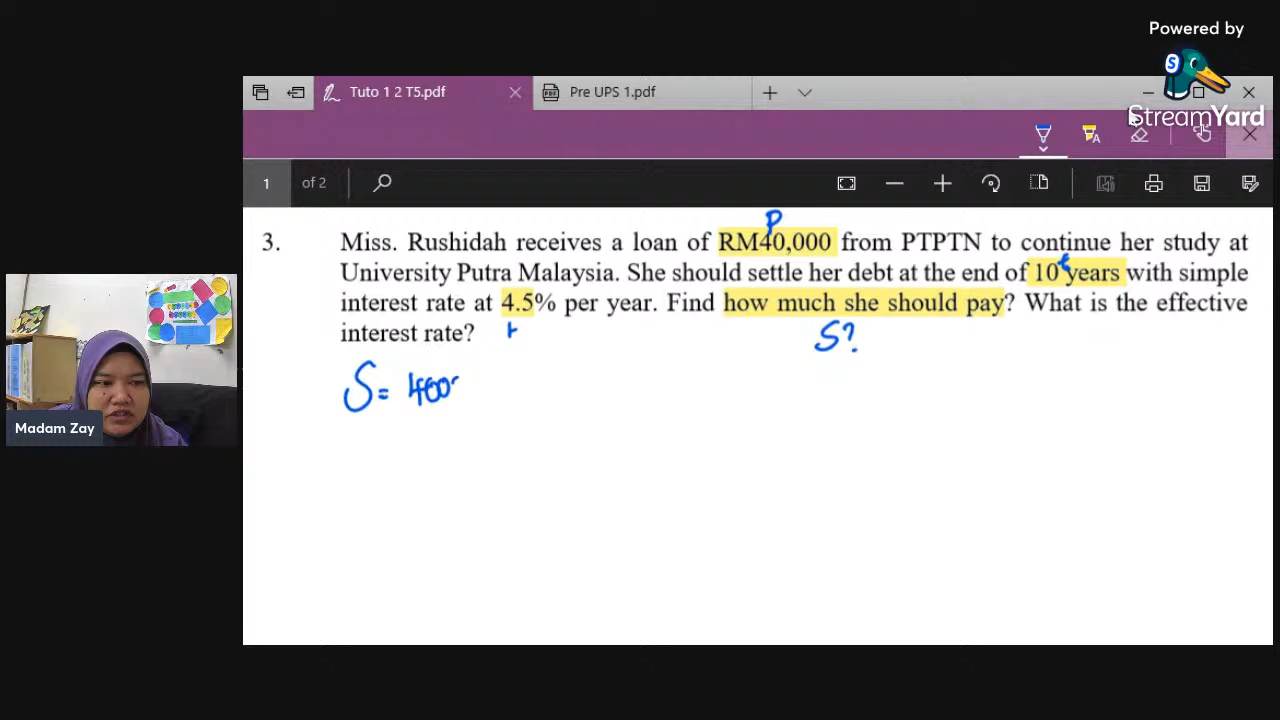 Powered by
StreamYard
S
Tuto 1 2 T5.pdf
Pre UPS 1.pdf
1 of 2
P
3. Miss. Rushidah receives a loan of RM40,000 from PTPTN to continue her study at
t
University Putra Malaysia. She should settle her debt at the end of 10 years with simple
interest rate at 4.5% per year. Find how much she should pay? What is the effective
interest rate?
r
S?
S = 400
Madam Zay